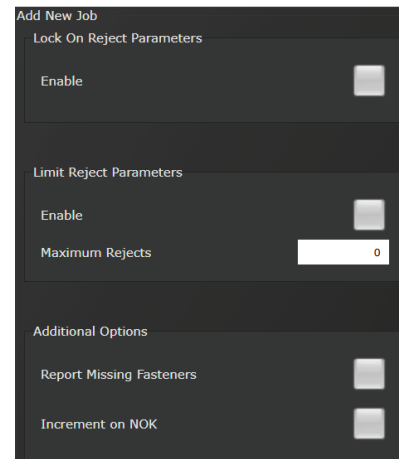 Add New Job
Lock On Reject Parameters
Enable
Limit Reject Parameters
Enable
Maximum Rejects 0
Additional Options
Report Missing Fasteners
Increment on NOK